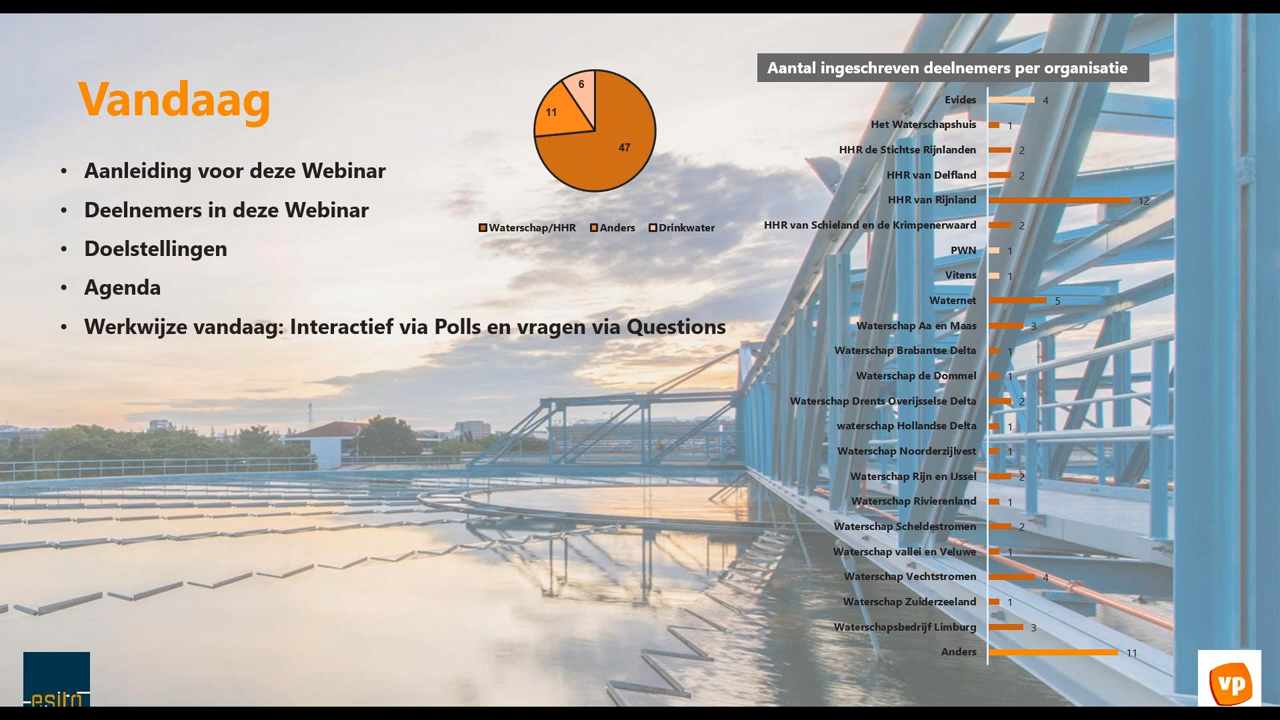 Vandaag
• Aanleiding voor deze Webinar
• Deelnemers in deze Webinar
• Doelstellingen
• Agenda
• Werkwijze vandaag: Interactief via Polls en vragen via Questions
6
11
47
Waterschap/HHR Anders Drinkwater
Aantal ingeschreven deelnemers per organisatie
Evides 4
Het Waterschapshuis 1
HHR de Stichtse Rijnlanden 2
HHR van Delfland 2
HHR van Rijnland 12
HHR van Schieland en de Krimpenerwaard 2
PWN 1
Vitens 1
Waternet 5
Waterschap Aa en Maas 3
Waterschap Brabantse Delta 1
Waterschap de Dommel 1
Waterschap Drents Overijsselse Delta 2
waterschap Hollandse Delta 1
Waterschap Noorderzijlvest 1
Waterschap Rijn en IJssel 2
Waterschap Rivierenland 1
Waterschap Scheldestromen 2
Waterschap vallei en Veluwe 1
Waterschap Vechtstromen 4
Waterschap Zuiderzeeland 1
Waterschapsbedrijf Limburg 3
Anders 11
vp